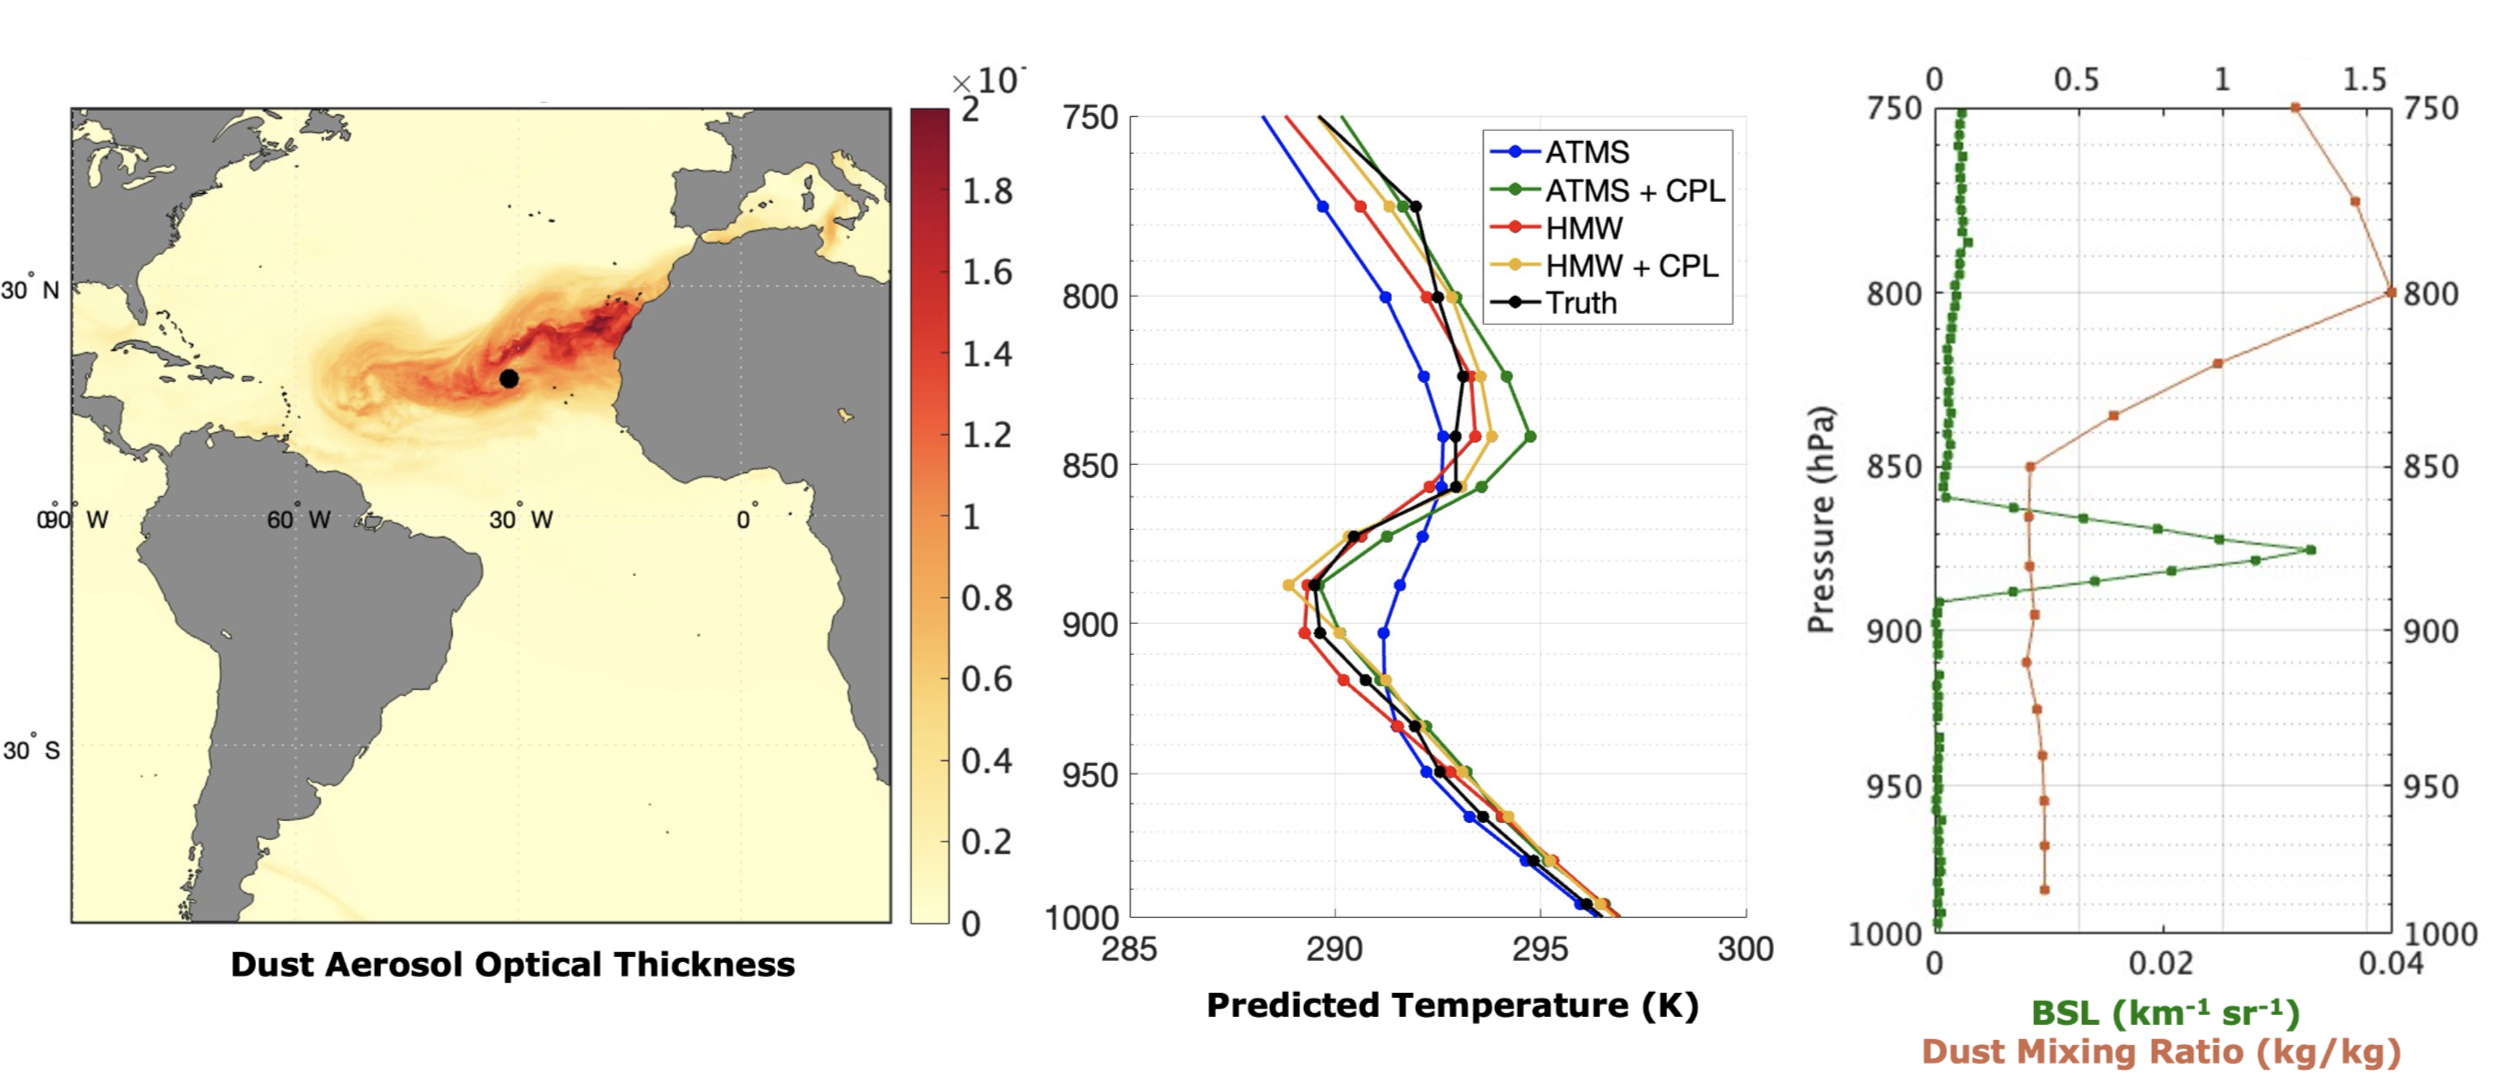 ×10⁻
2
1.8
1.6
1.4
1.2
1
0.8
0.6
0.4
0.2
0
30° N
90° W
60° W
30° W
0°
30° S
Dust Aerosol Optical Thickness
750
800
850
900
950
1000
285
290
295
300
ATMS
ATMS + CPL
HMW
HMW + CPL
Truth
Predicted Temperature (K)
0
0.5
1
1.5
Pressure (hPa)
750
800
850
900
950
1000
750
800
850
900
950
1000
0
0.02
0.04
BSL (km⁻¹ sr⁻¹)
Dust Mixing Ratio (kg/kg)